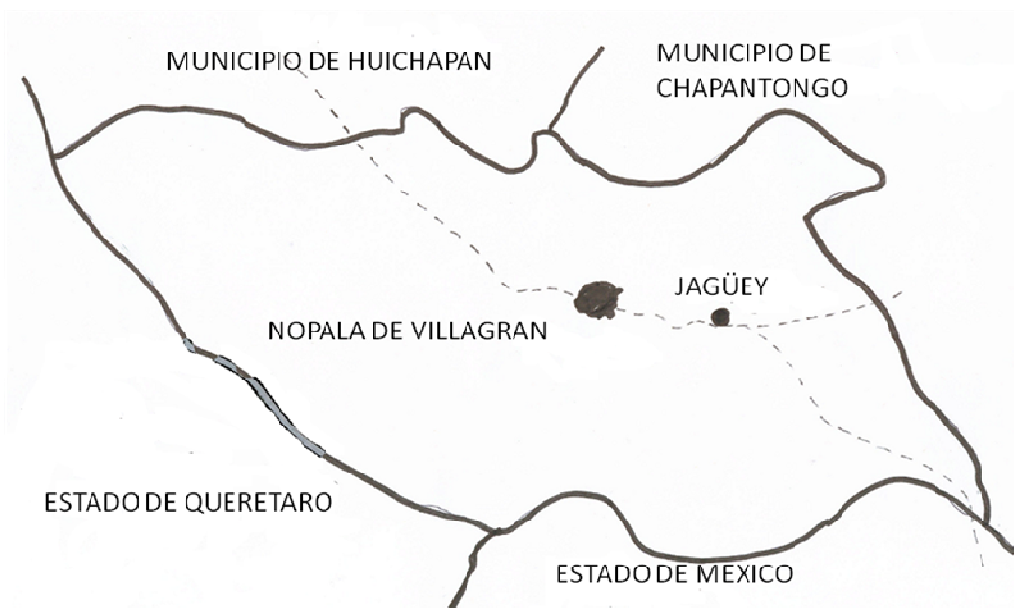 MUNICIPIO DE HUICHAPAN
MUNICIPIO DE
CHAPANTONGO
JAGÜEY
NOPALA DE VILLAGRAN
ESTADO DE QUERETARO
ESTADO DE MEXICO